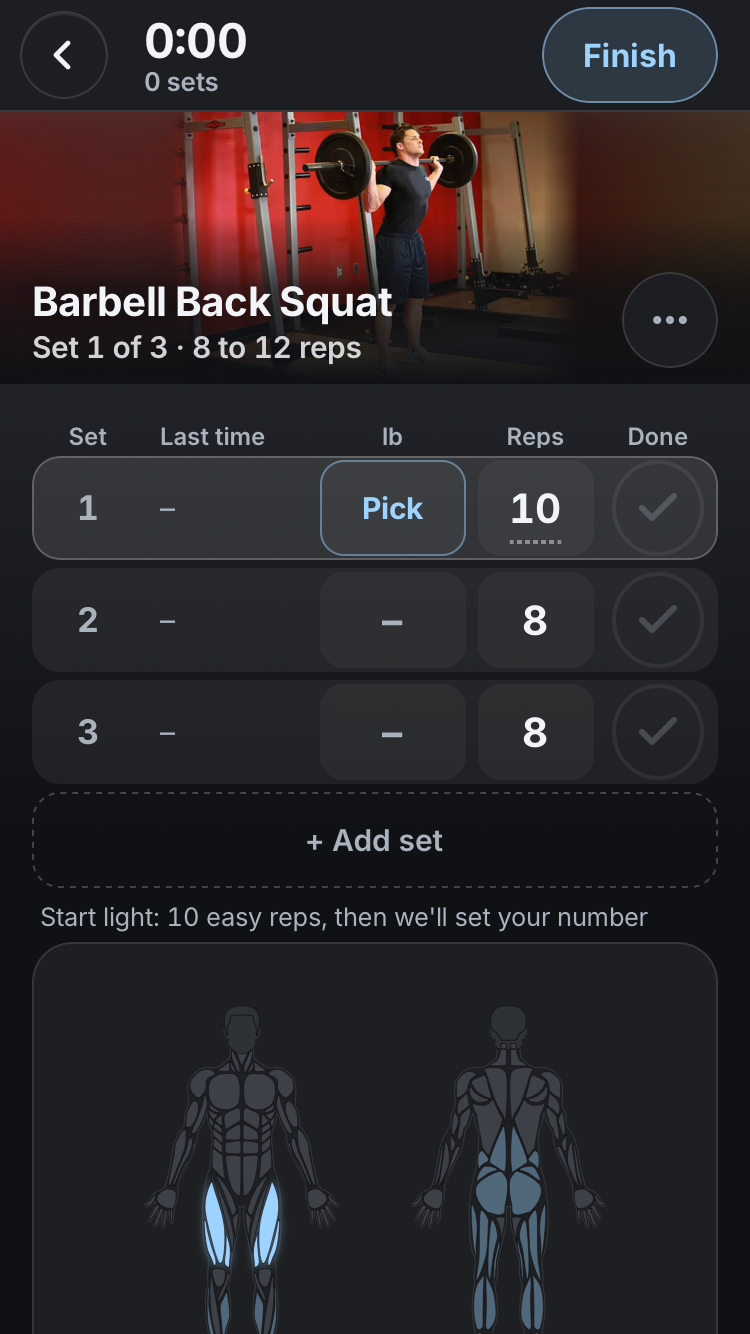 0:00
0 sets
Finish
Barbell Back Squat
Set 1 of 3 · 8 to 12 reps
Set Last time lb Reps Done
1 – Pick 10
2 – – 8
3 – – 8
+ Add set
Start light: 10 easy reps, then we'll set your number